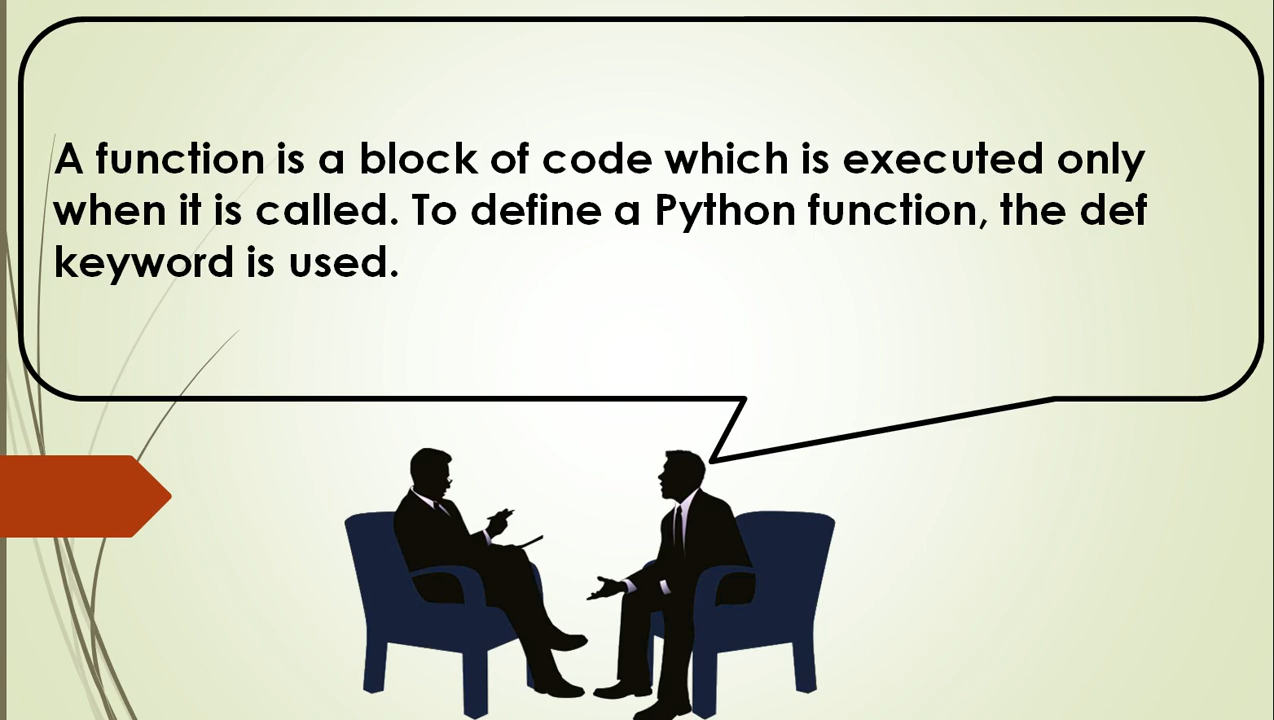 A function is a block of code which is executed only
when it is called. To define a Python function, the def
keyword is used.